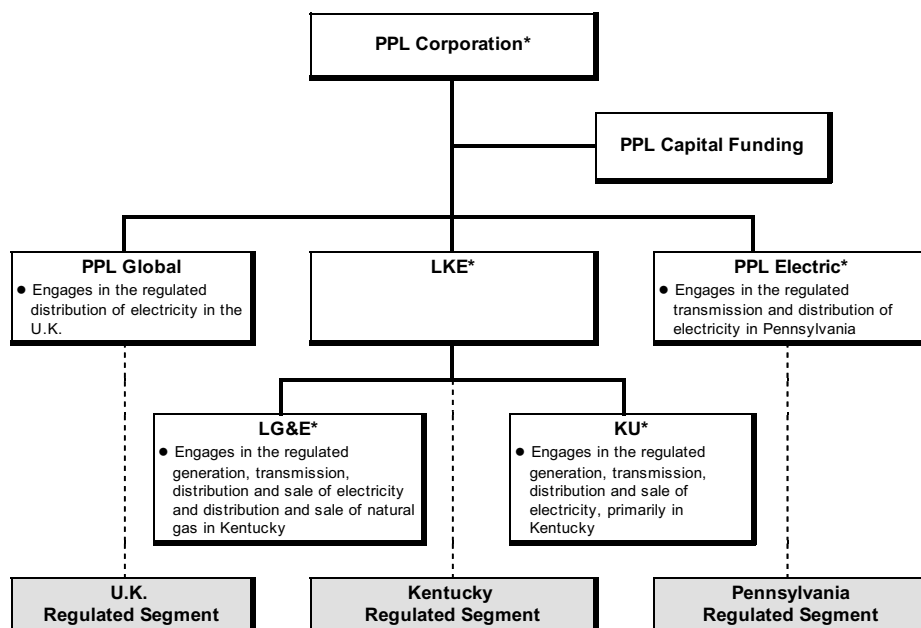 PPL Corporation*
PPL Capital Funding
PPL Global
● Engages in the regulated
distribution of electricity in the
U.K.
LKE*
PPL Electric*
● Engages in the regulated
transmission and distribution of
electricity in Pennsylvania
LG&E*
● Engages in the regulated
generation, transmission,
distribution and sale of electricity
and distribution and sale of natural
gas in Kentucky
KU*
● Engages in the regulated
generation, transmission,
distribution and sale of
electricity, primarily in
Kentucky
U.K.
Regulated Segment
Kentucky
Regulated Segment
Pennsylvania
Regulated Segment